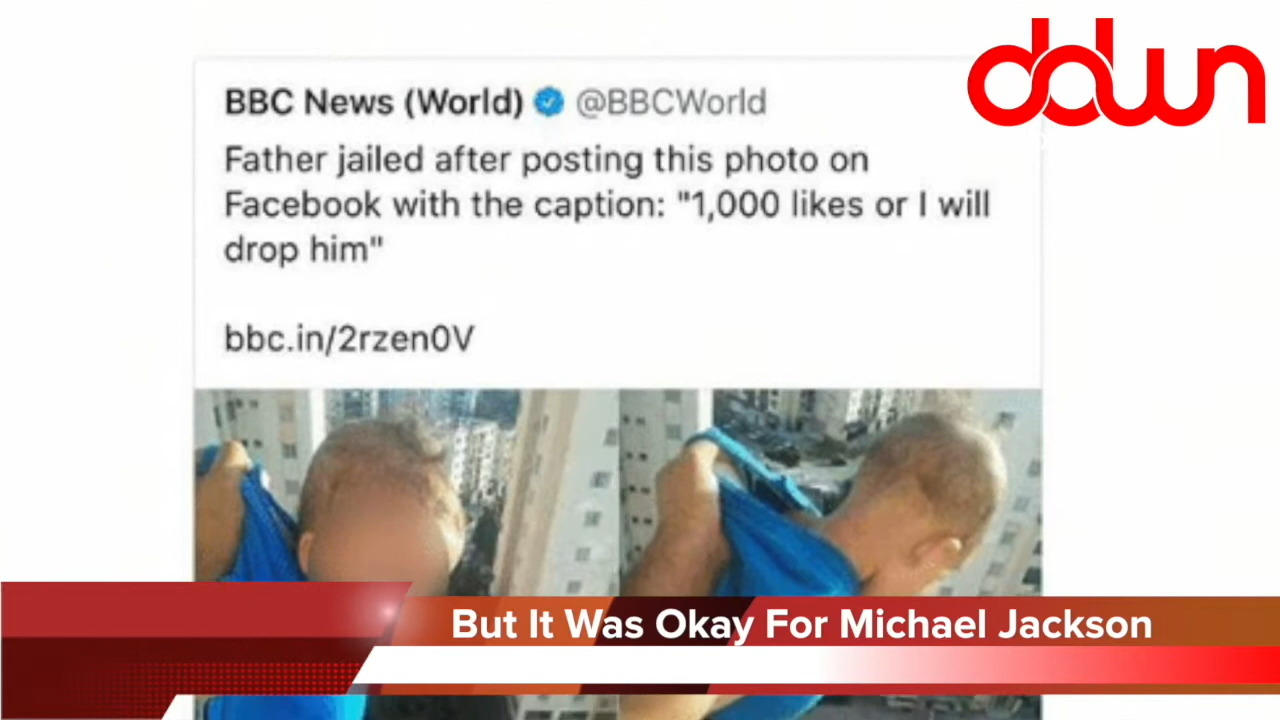 down
BBC News (World) @BBCWorld
Father jailed after posting this photo on
Facebook with the caption: "1,000 likes or I will
drop him"
bbc.in/2rzen0V
But It Was Okay For Michael Jackson